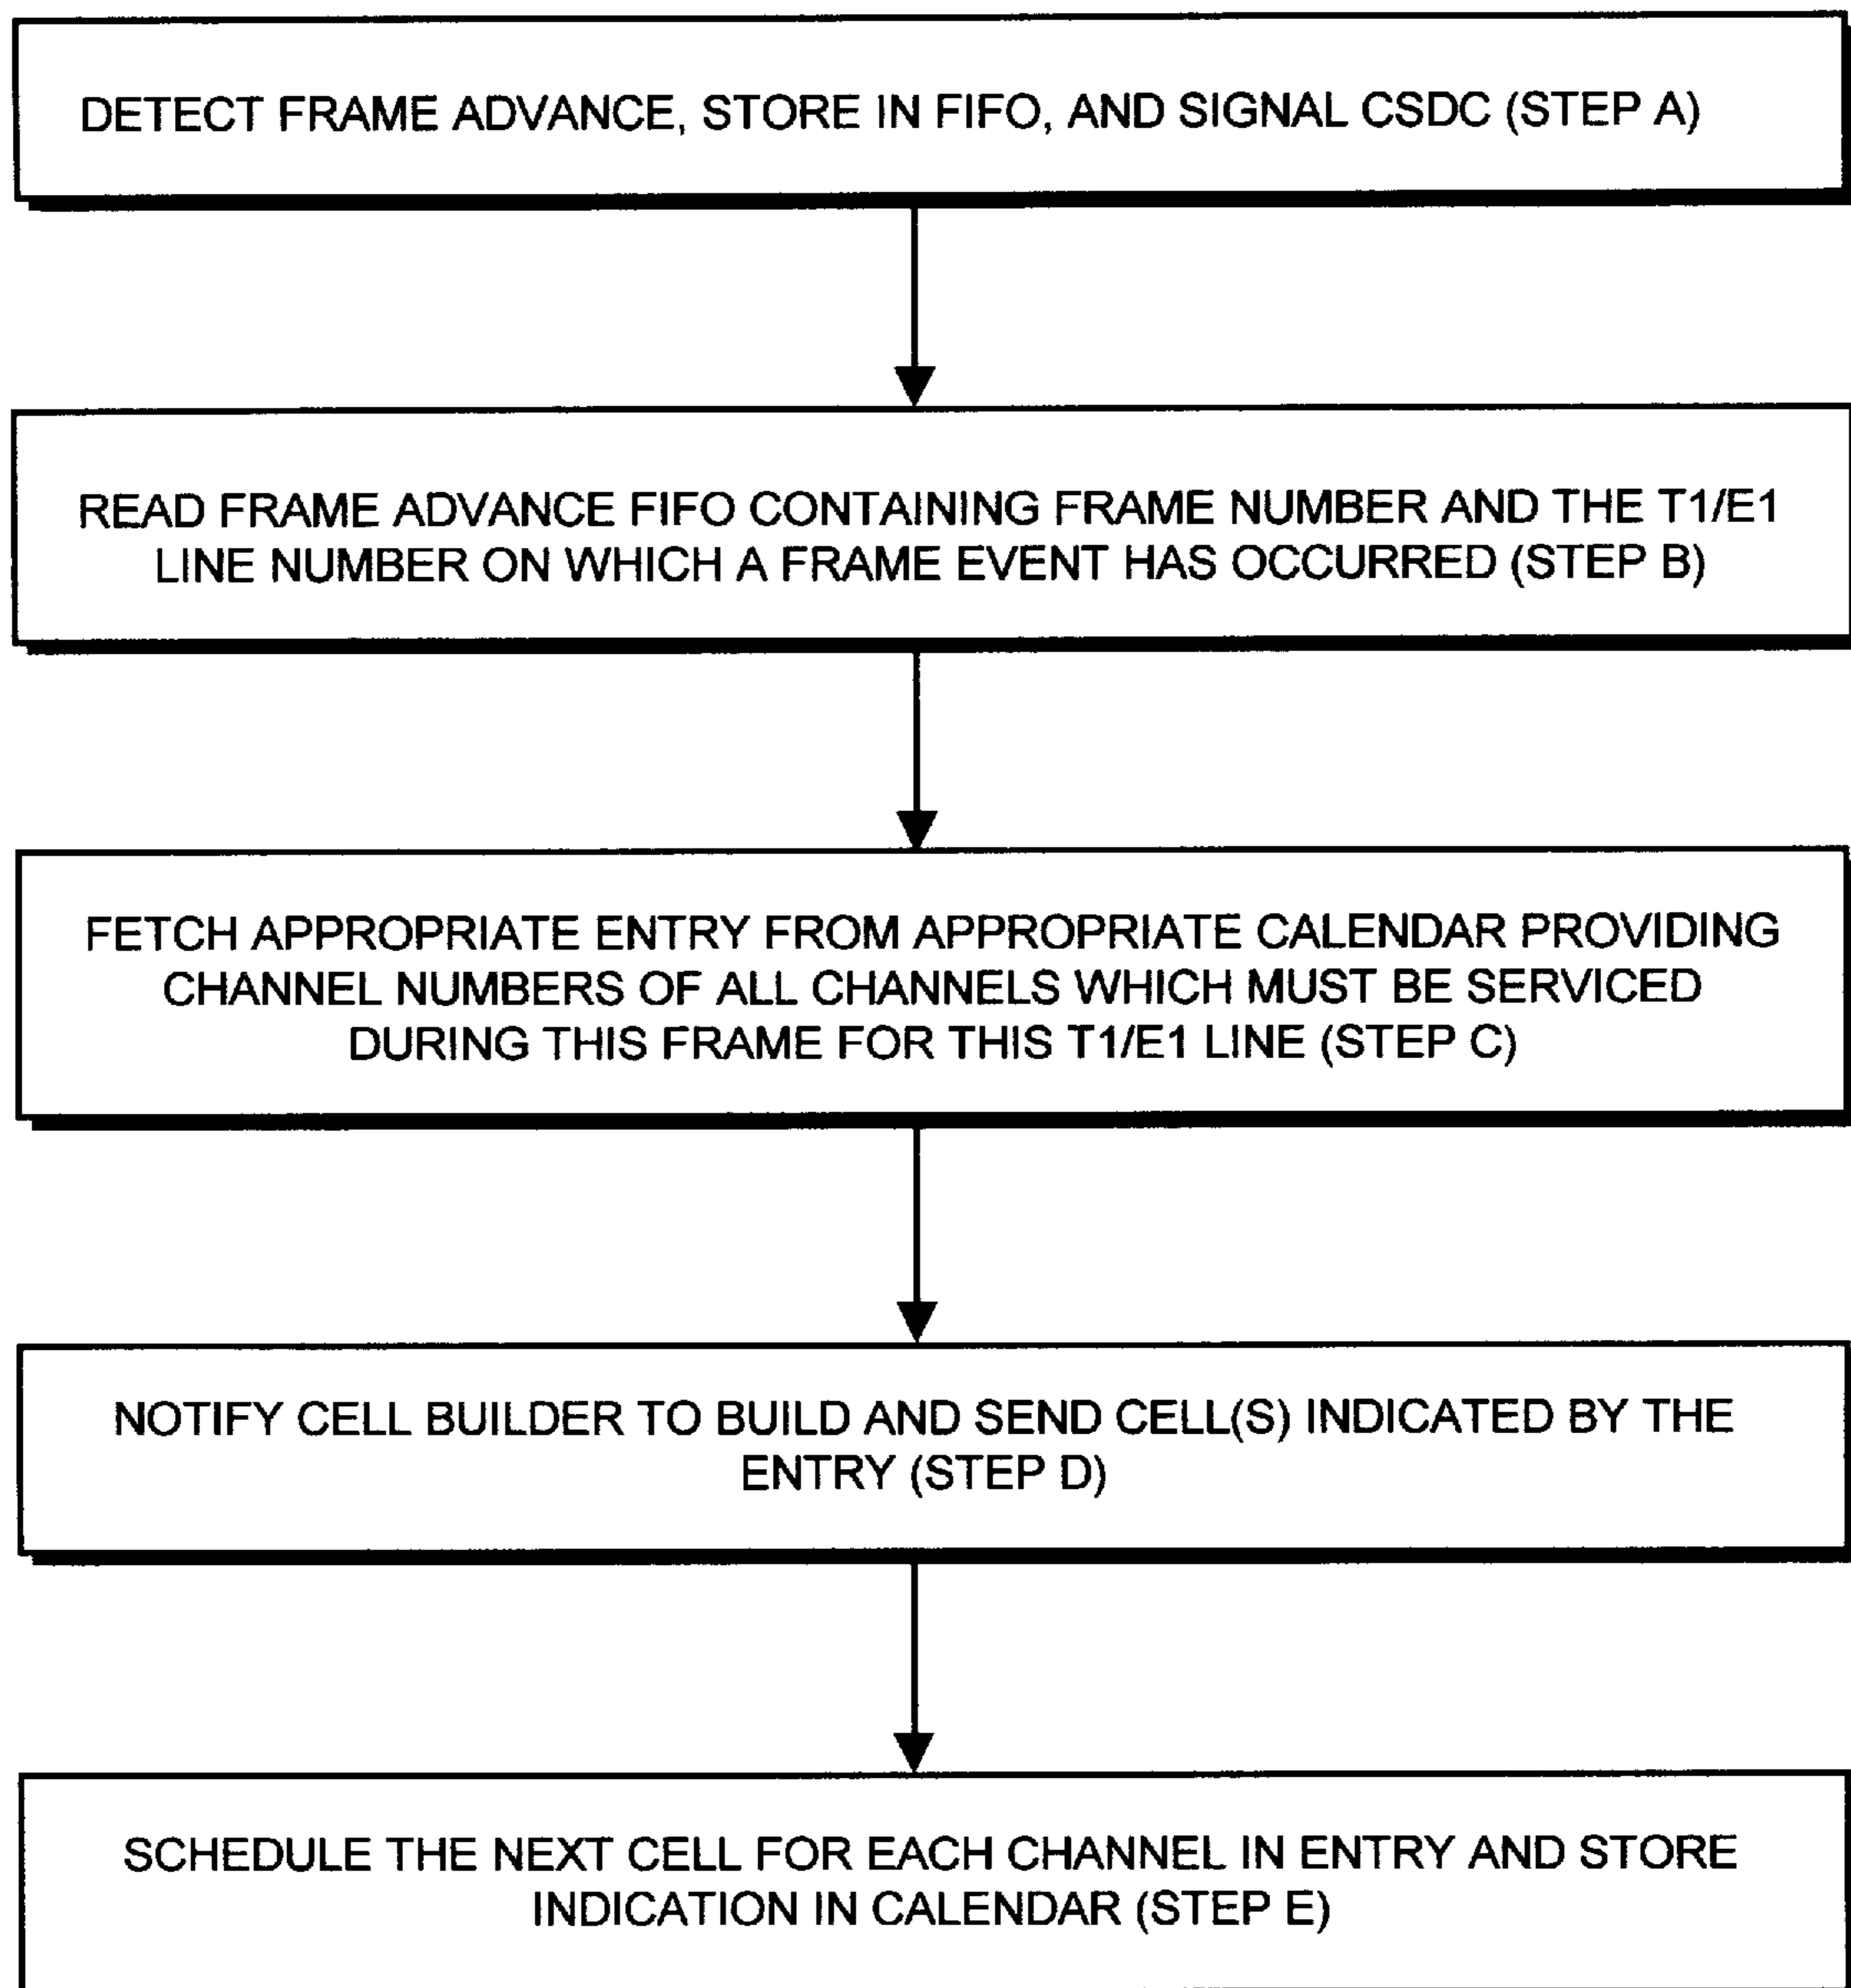 DETECT FRAME ADVANCE, STORE IN FIFO, AND SIGNAL CSDC (STEP A)
READ FRAME ADVANCE FIFO CONTAINING FRAME NUMBER AND THE T1/E1
LINE NUMBER ON WHICH A FRAME EVENT HAS OCCURRED (STEP B)
FETCH APPROPRIATE ENTRY FROM APPROPRIATE CALENDAR PROVIDING
CHANNEL NUMBERS OF ALL CHANNELS WHICH MUST BE SERVICED
DURING THIS FRAME FOR THIS T1/E1 LINE (STEP C)
NOTIFY CELL BUILDER TO BUILD AND SEND CELL(S) INDICATED BY THE
ENTRY (STEP D)
SCHEDULE THE NEXT CELL FOR EACH CHANNEL IN ENTRY AND STORE
INDICATION IN CALENDAR (STEP E)